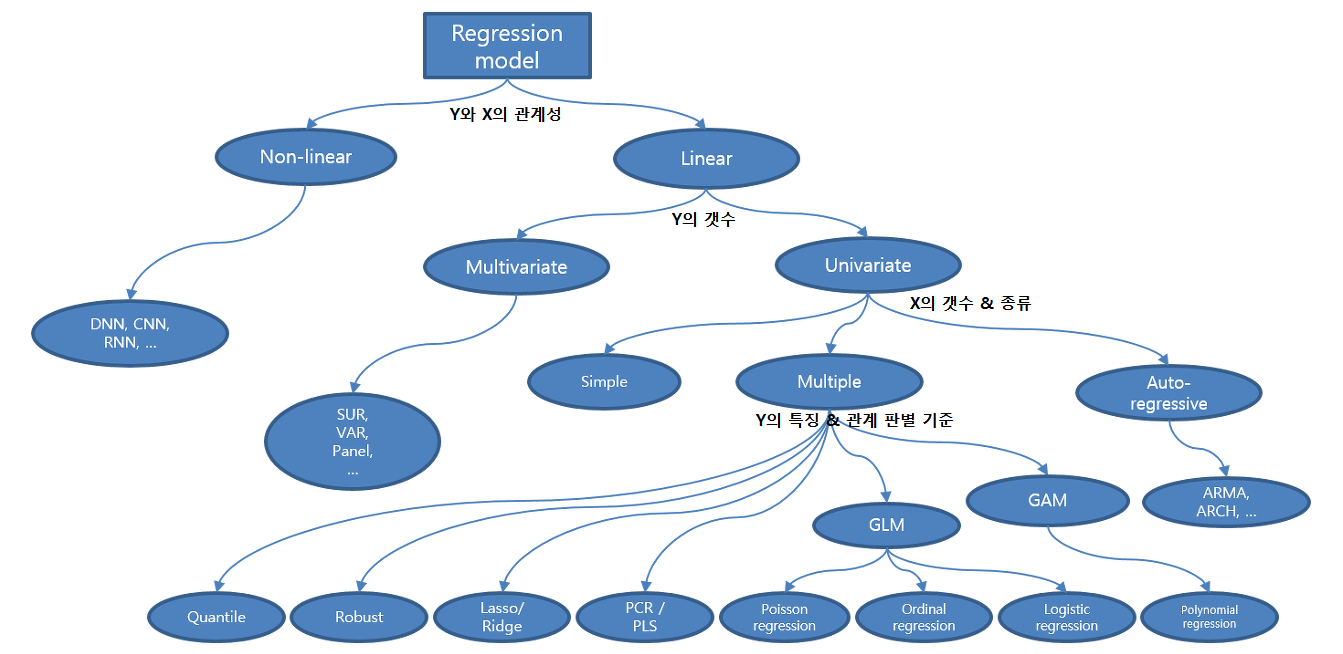 Regression
model
Y와 X의 관계성
Non-linear
Linear
Y의 갯수
Multivariate
Univariate
X의 갯수 & 종류
DNN, CNN,
RNN, ...
Simple
Multiple
Auto-
regressive
Y의 특징 & 관계 판별 기준
SUR,
VAR,
Panel,
...
GLM
GAM
ARMA,
ARCH, ...
Quantile
Robust
Lasso/
Ridge
PCR /
PLS
Poisson
regression
Ordinal
regression
Logistic
regression
Polynomial
regression